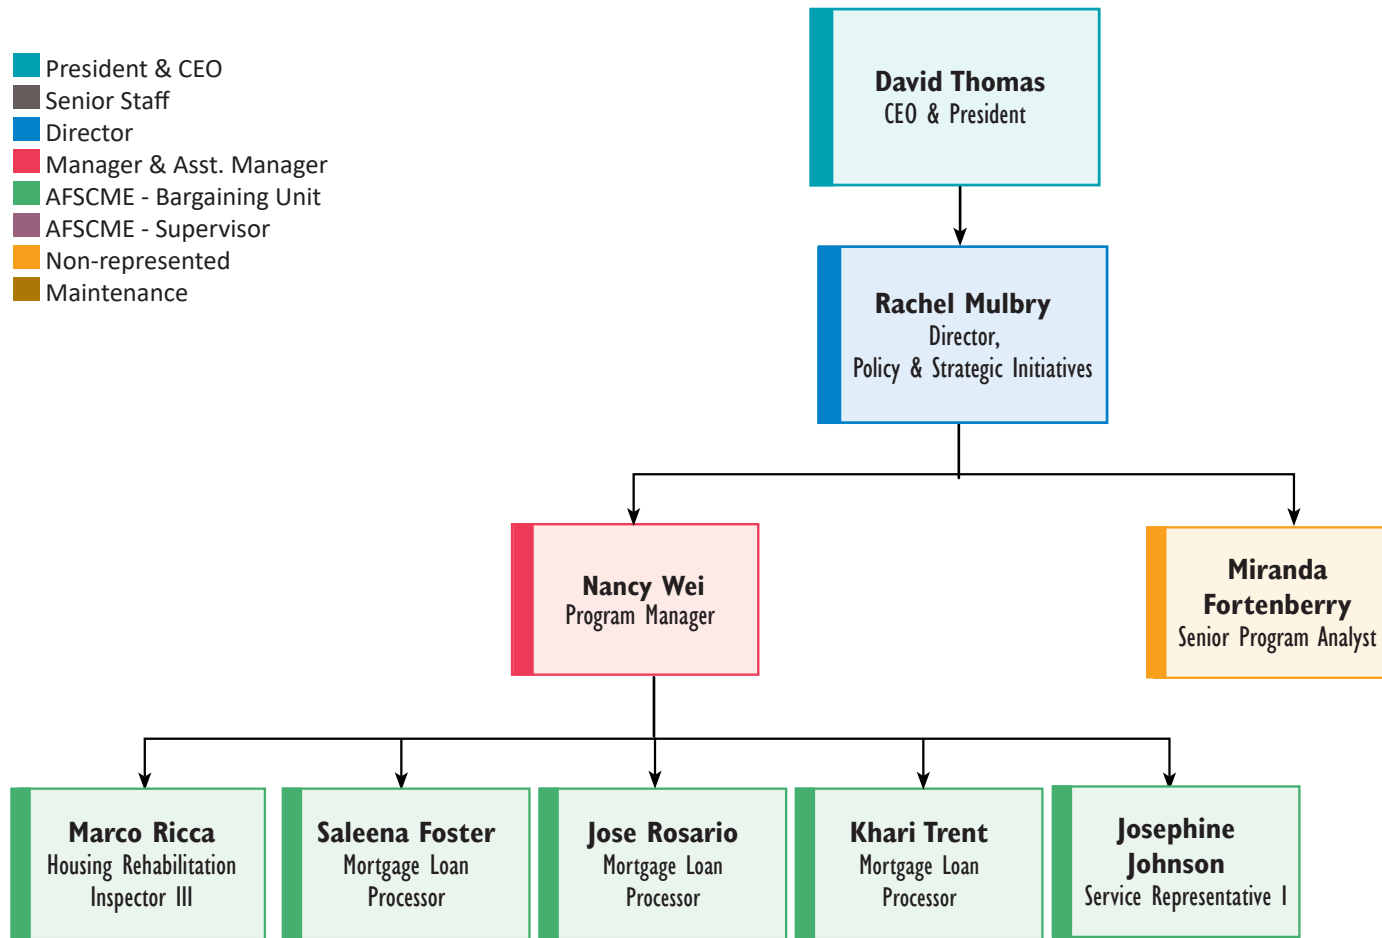 President & CEO
Senior Staff
Director
Manager & Asst. Manager
AFSCME - Bargaining Unit
AFSCME - Supervisor
Non-represented
Maintenance
David Thomas
CEO & President
Rachel Mulbry
Director,
Policy & Strategic Initiatives
Nancy Wei
Program Manager
Miranda
Fortenberry
Senior Program Analyst
Marco Ricca
Housing Rehabilitation
Inspector III
Saleena Foster
Mortgage Loan
Processor
Jose Rosario
Mortgage Loan
Processor
Khari Trent
Mortgage Loan
Processor
Josephine
Johnson
Service Representative I